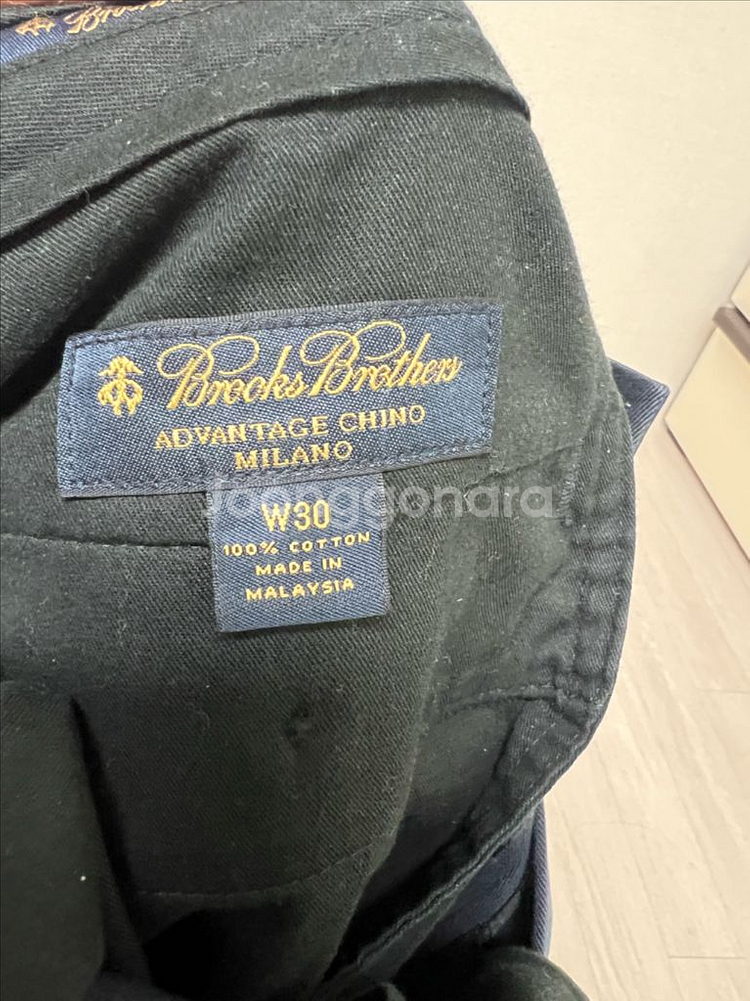 Brooks Brothers
ADVANTAGE CHINO
MILANO
Joonggonara
W30
100% COTTON
MADE IN
MALAYSIA